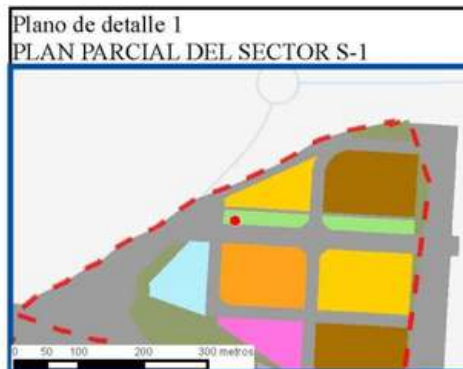 Plano de detalle 1
PLAN PARCIAL DEL SECTOR S-1
0 50 100 200 300 metros